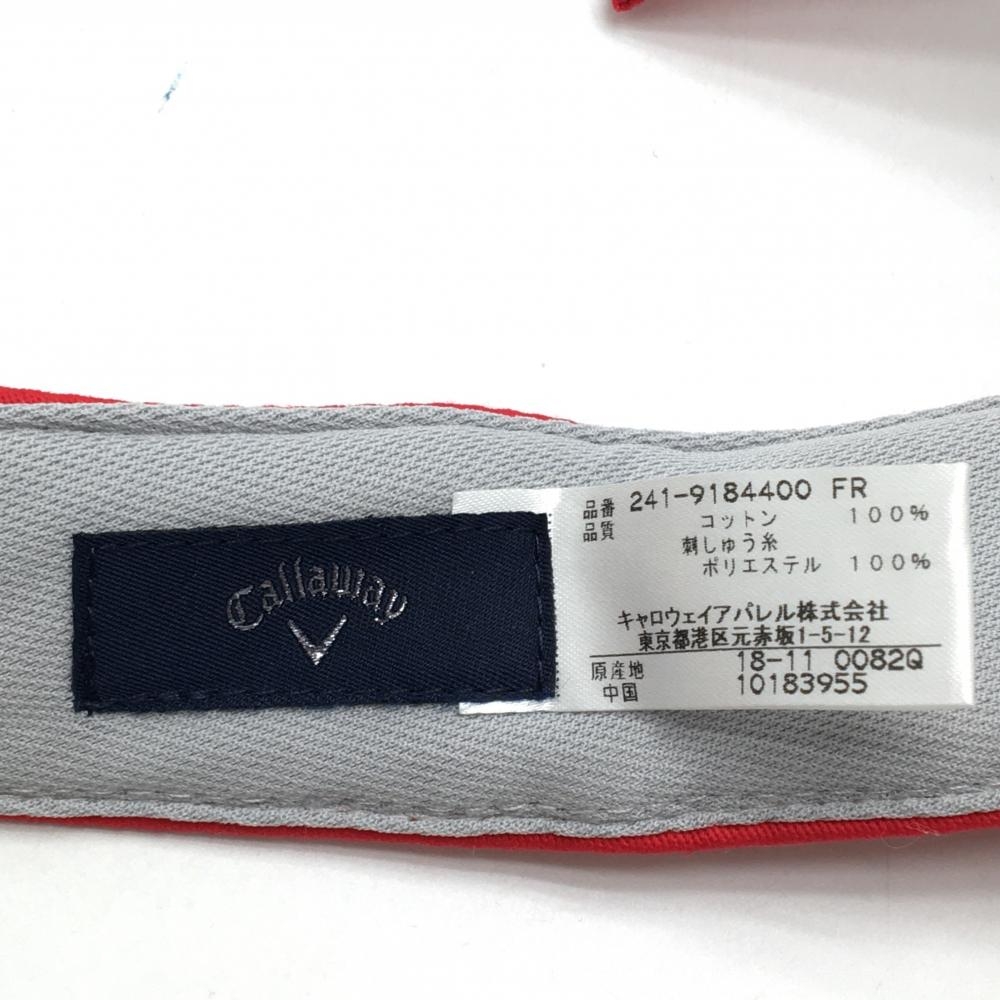 Callaway
品番 241-9184400 FR
品質 コットン 100%
刺しゅう糸
ポリエステル 100%
キャロウェイアパレル株式会社
東京都港区元赤坂1-5-12
原産地 18-11 0082Q
中国 10183955